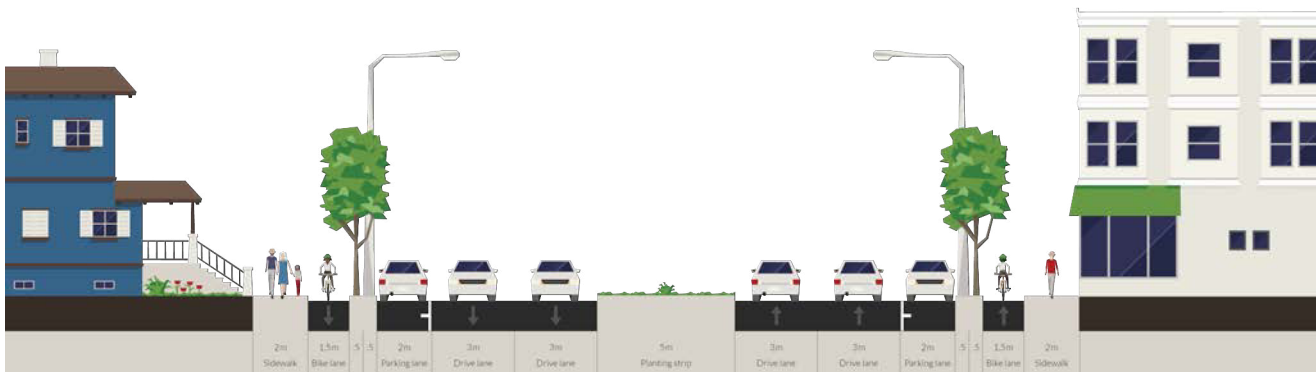 2m
Sidewalk
1,5m
Bike lane
.5
.5
2m
Parking lane
3m
Drive lane
3m
Drive lane
5m
Planting strip
3m
Drive lane
3m
Drive lane
2m
Parking lane
.5
.5
1,5m
Bike lane
2m
Sidewalk